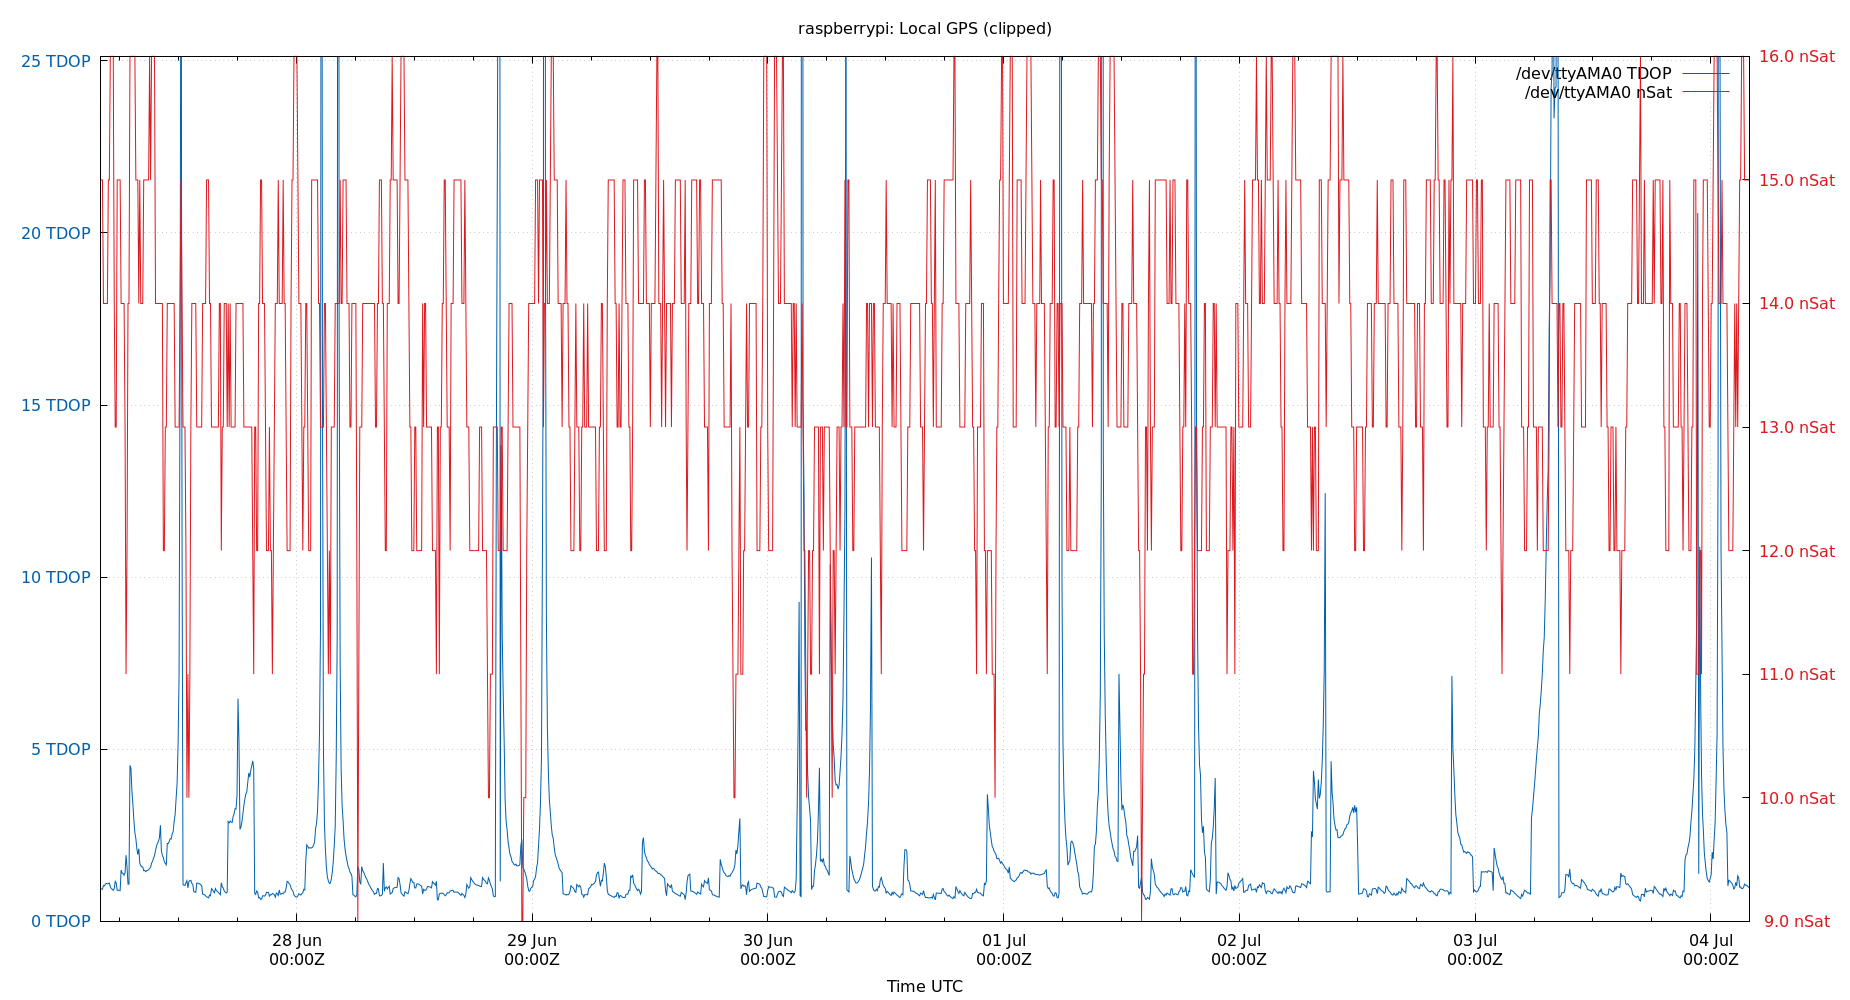 raspberrypi: Local GPS (clipped)
/dev/ttyAMA0 TDOP
/dev/ttyAMA0 nSat
25 TDOP
20 TDOP
15 TDOP
10 TDOP
5 TDOP
0 TDOP
16.0 nSat
15.0 nSat
14.0 nSat
13.0 nSat
12.0 nSat
11.0 nSat
10.0 nSat
9.0 nSat
28 Jun
00:00Z
29 Jun
00:00Z
30 Jun
00:00Z
01 Jul
00:00Z
02 Jul
00:00Z
03 Jul
00:00Z
04 Jul
00:00Z
Time UTC